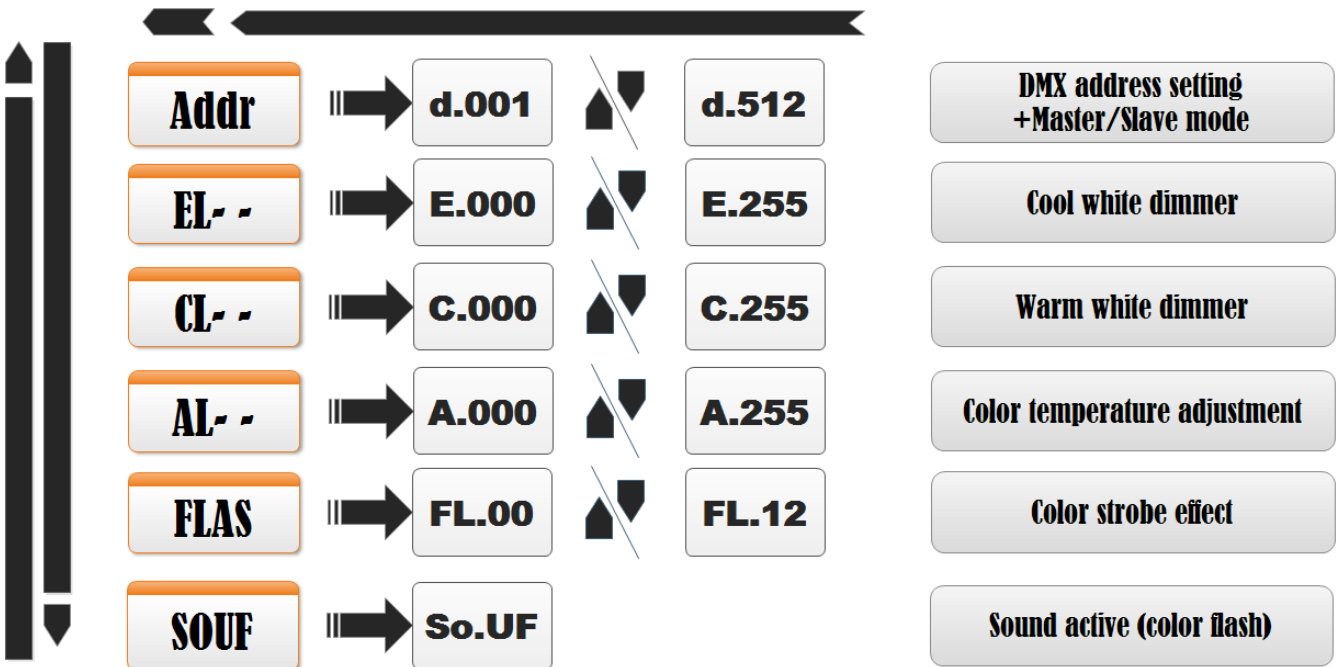 Addr d.001 d.512 DMX address setting
+Master/Slave mode
EL- - E.000 E.255 Cool white dimmer
CL- - C.000 C.255 Warm white dimmer
AL- - A.000 A.255 Color temperature adjustment
FLAS FL.00 FL.12 Color strobe effect
SOUF So.UF Sound active (color flash)